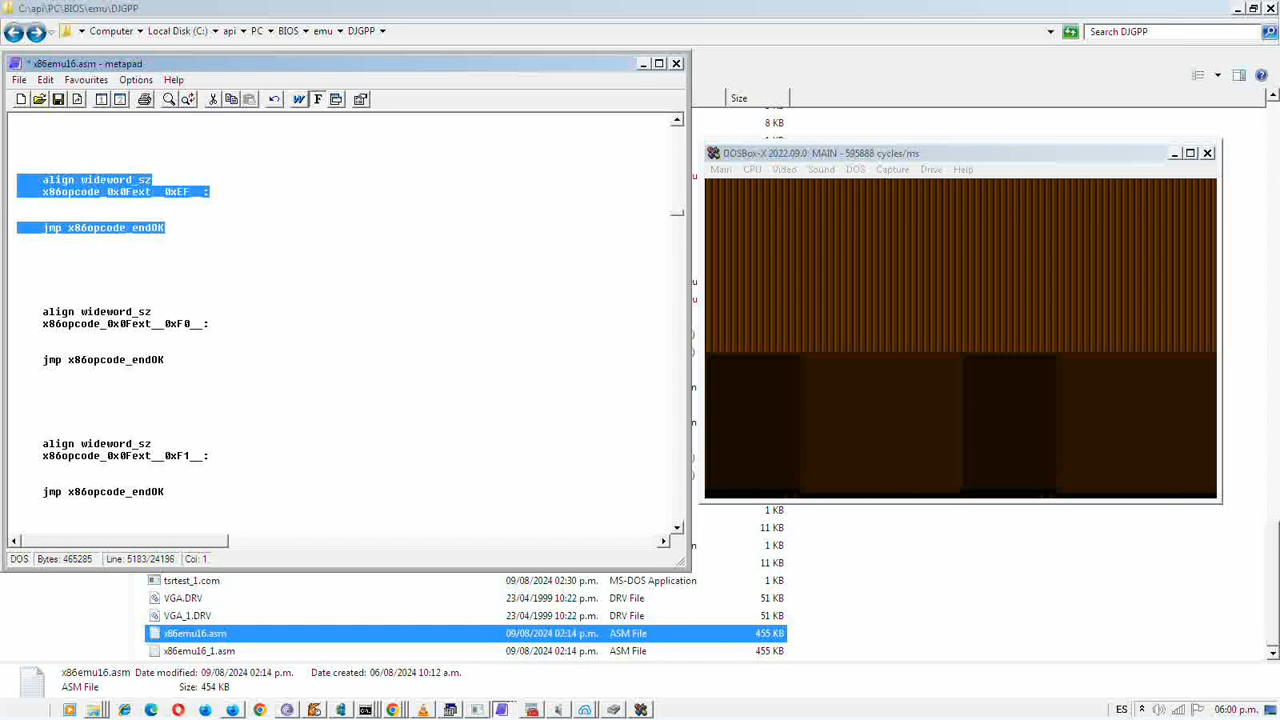 C:\api\PC\BIOS\emu\DJGPP
Computer Local Disk (C:) api PC BIOS emu DJGPP
Search DJGPP
* x86emu16.asm - metapad
File Edit Favourites Options Help
Size
8 KB
align wideword_sz
x86opcode_0x0Fext__0xEF__:
jmp x86opcode_endOK
align wideword_sz
x86opcode_0x0Fext__0xF0__:
jmp x86opcode_endOK
align wideword_sz
x86opcode_0x0Fext__0xF1__:
jmp x86opcode_endOK
DOS Bytes: 465285 Line: 5183/24196 Col: 1
DOSBox-X 2022.09.0: MAIN - 595888 cycles/ms
Main CPU Video Sound DOS Capture Drive Help
1 KB
11 KB
1 KB
11 KB
tsrtest_1.com 09/08/2024 02:30 p.m. MS-DOS Application 1 KB
VGA.DRV 23/04/1999 10:22 p.m. DRV File 51 KB
VGA_1.DRV 23/04/1999 10:22 p.m. DRV File 51 KB
x86emu16.asm 09/08/2024 02:14 p.m. ASM File 455 KB
x86emu16_1.asm 09/08/2024 02:14 p.m. ASM File 455 KB
x86emu16.asm Date modified: 09/08/2024 02:14 p.m. Date created: 06/08/2024 10:12 a.m.
ASM File Size: 454 KB
ES 06:00 p.m.